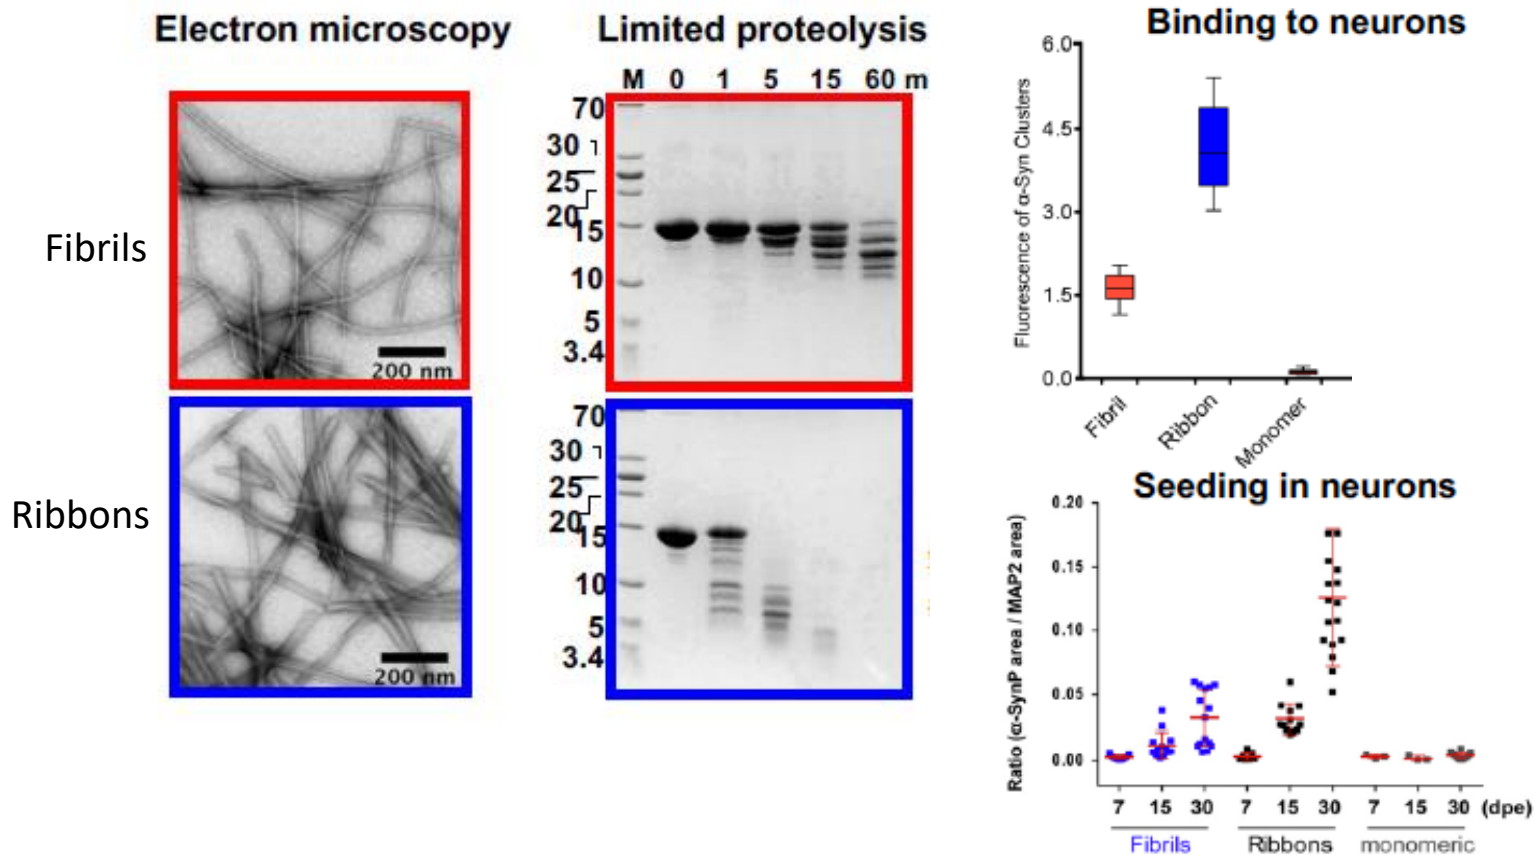 Electron microscopy
Limited proteolysis
Binding to neurons
M 0 1 5 15 60 m
Fibrils
200 nm
70
30
25
20
15
10
5
3.4
Ribbons
200 nm
70
30
25
20
15
10
5
3.4
Fluorescence of α-Syn Clusters
6.0
4.5
3.0
1.5
0.0
Fibril
Ribbon
Monomer
Seeding in neurons
Ratio (α-SynP area / MAP2 area)
0.20
0.15
0.10
0.05
0.00
7 15 30 7 15 30 7 15 30 (dpe)
Fibrils Ribbons monomeric